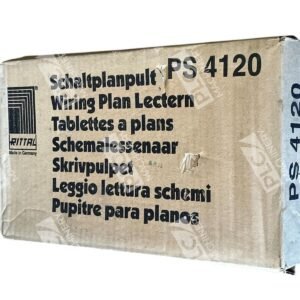 Schaltplanpult PS 4120
Wiring Plan Lectern
Tablettes a plans
Schemalessenaar
Skrivpulpet
Leggio lettura schemi
Pupitre para planos
RITTAL
Made in Germany
PS 4120